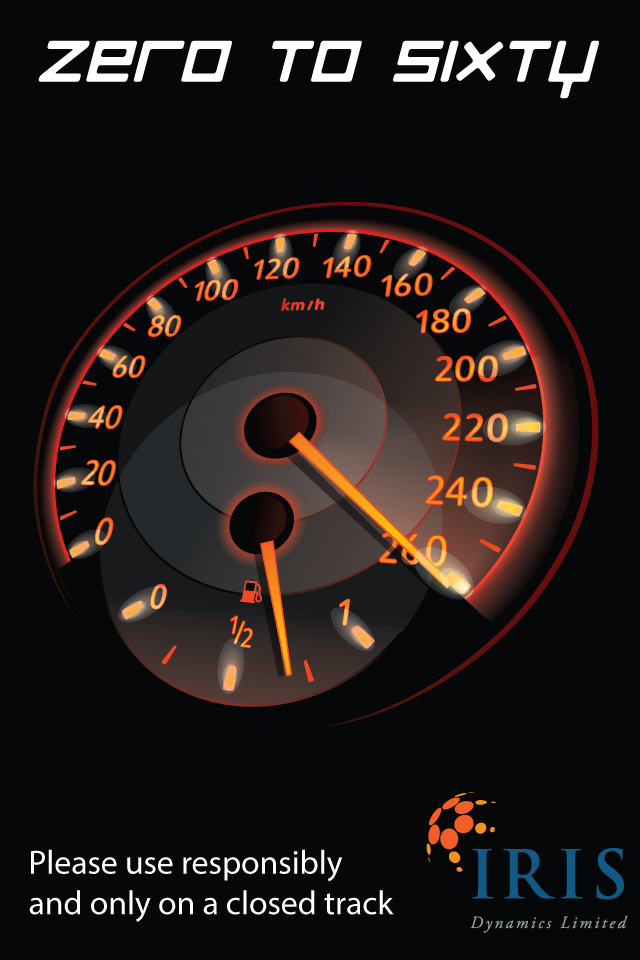 ZERO TO SIXTY
120
140
100
160
km/h
80
180
60
200
40
220
20
240
0
260
0
1/2
1
Please use responsibly
and only on a closed track
IRIS
Dynamics Limited